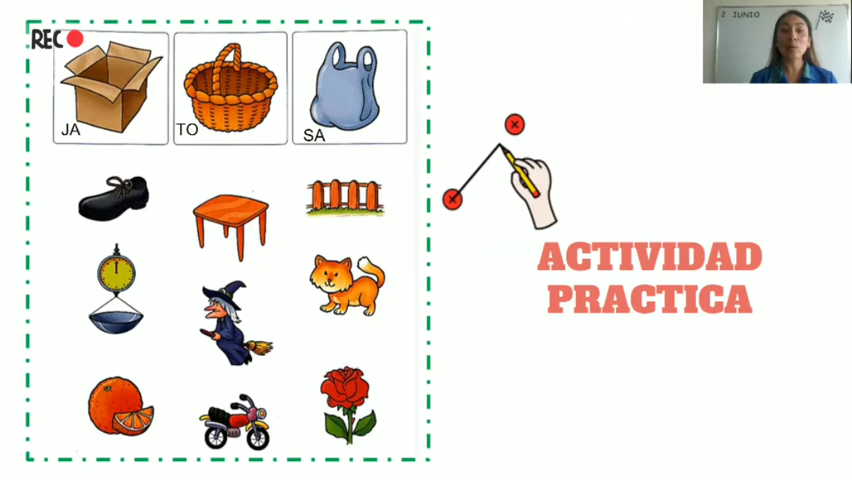 REC
2 JUNIO
JA
TO
SA
ACTIVIDAD
PRACTICA